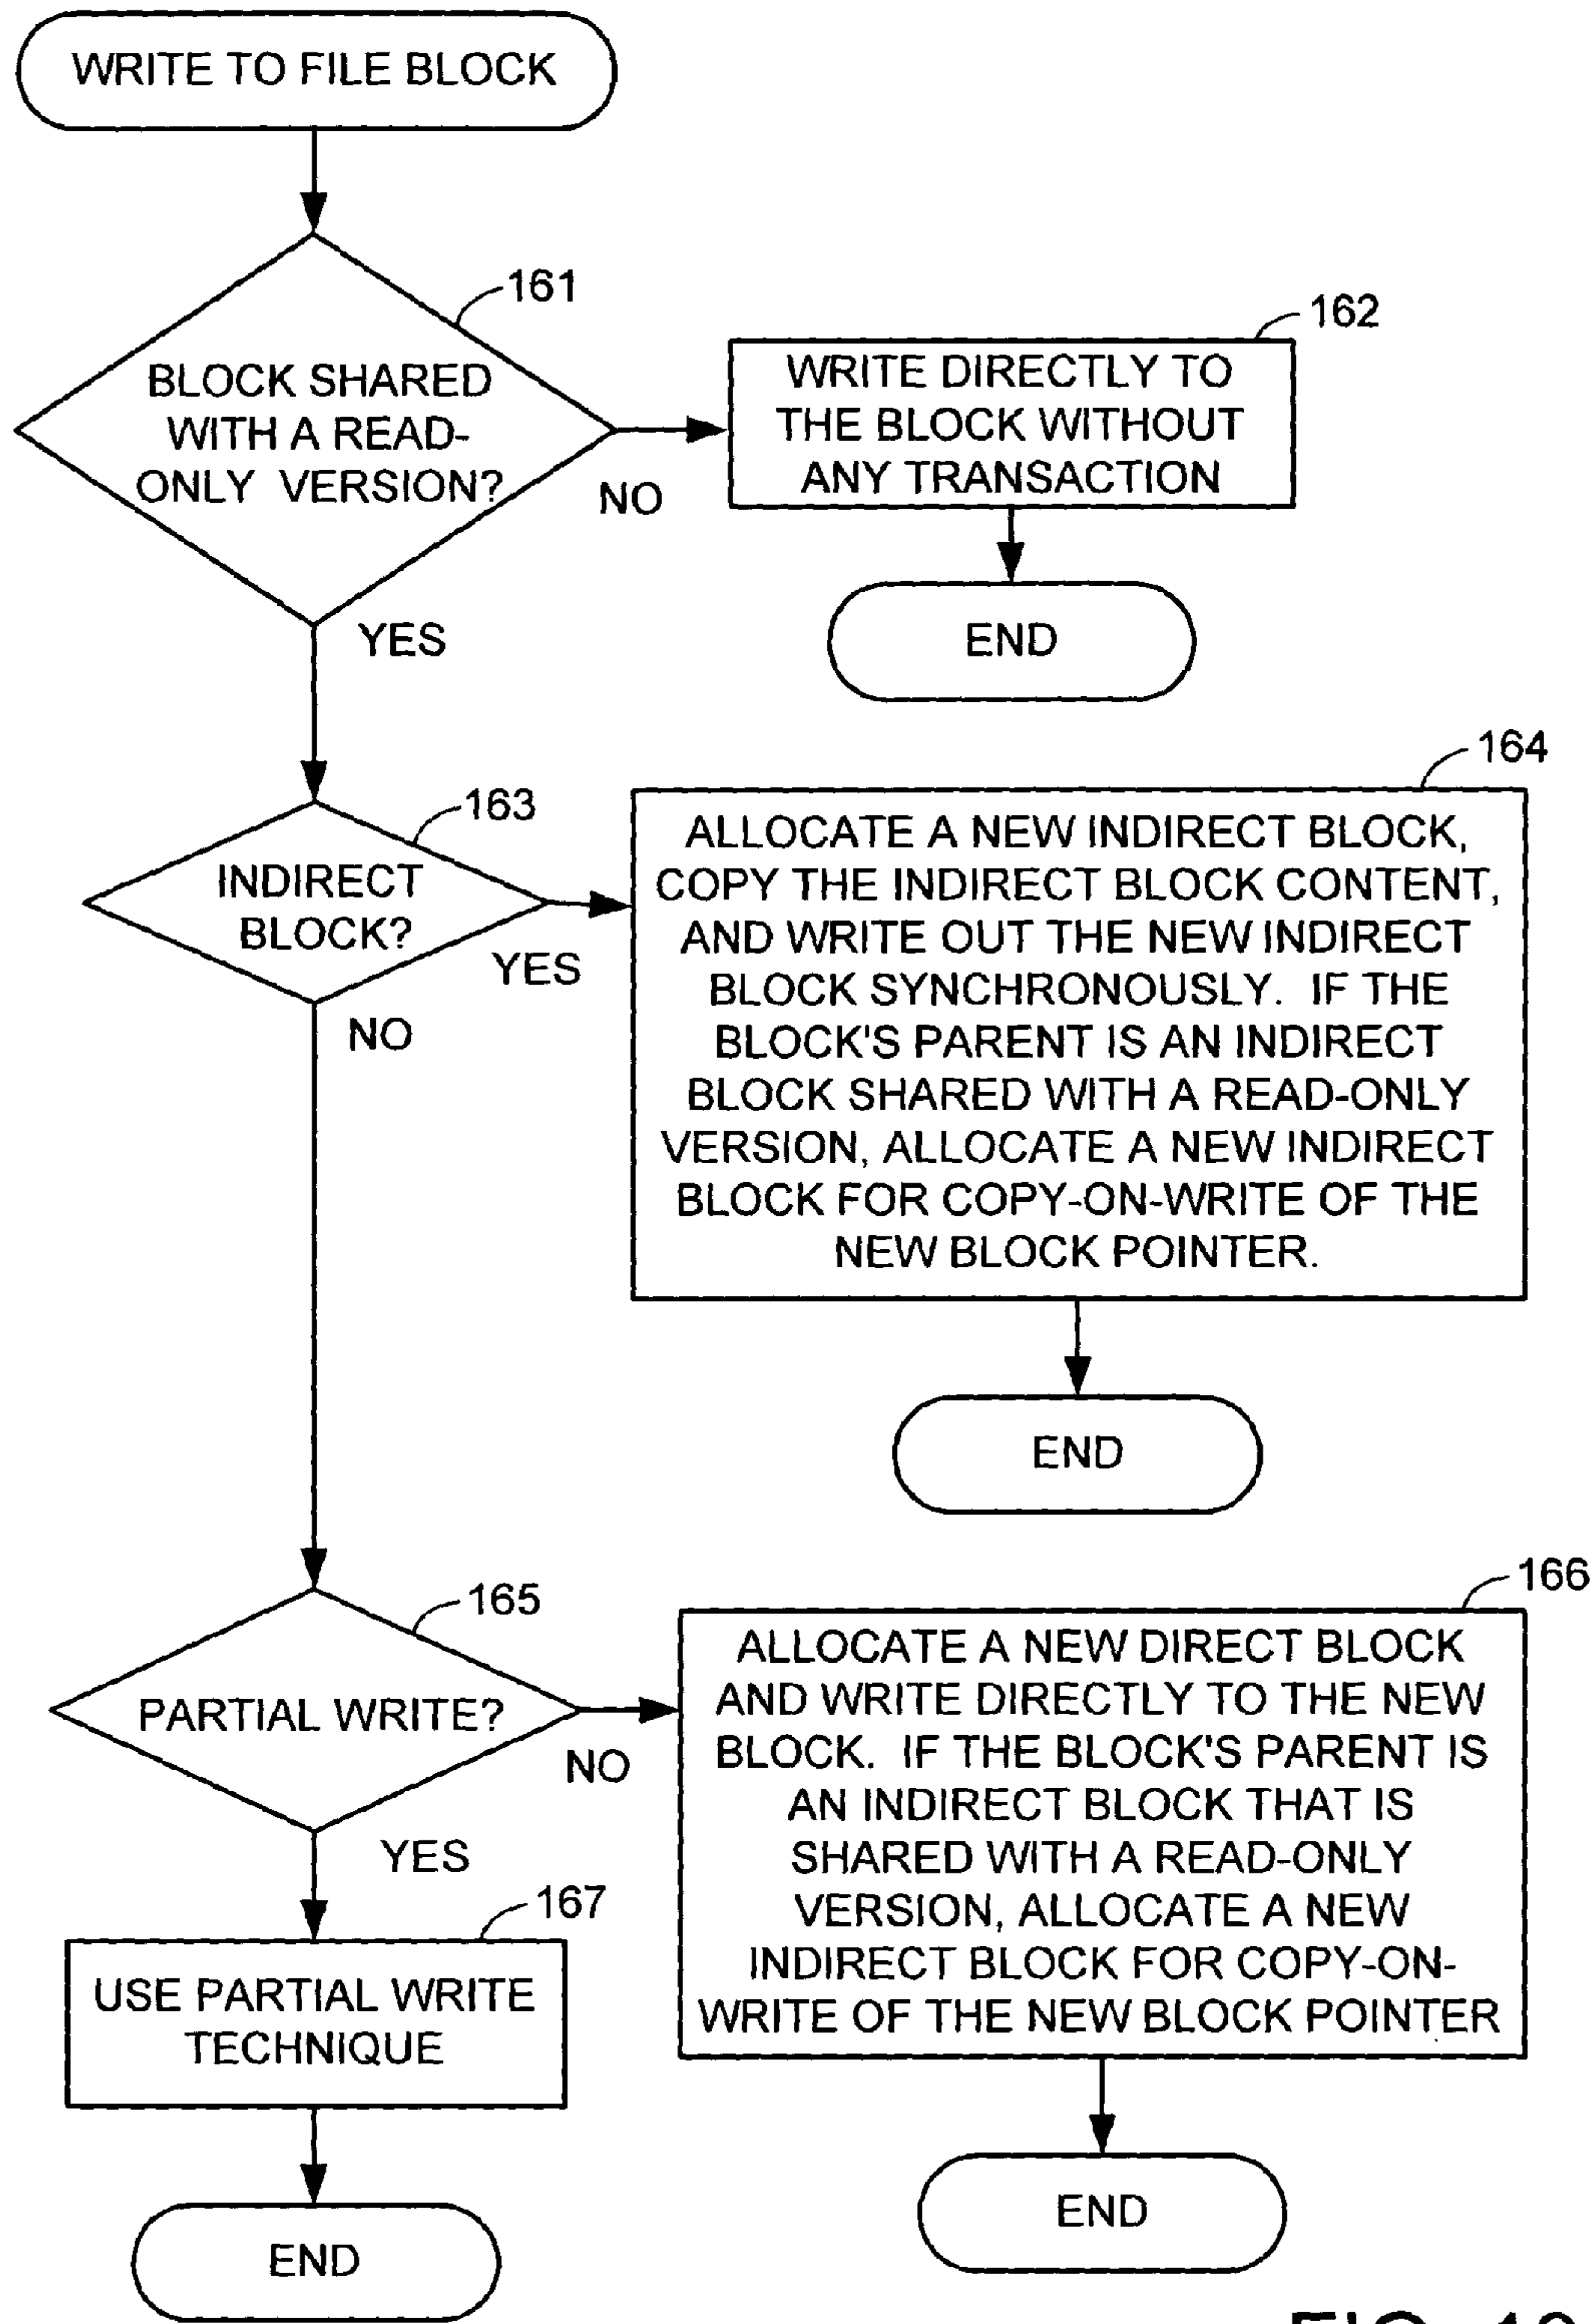 WRITE TO FILE BLOCK
161
BLOCK SHARED
WITH A READ-
ONLY VERSION?
NO
YES
162
WRITE DIRECTLY TO
THE BLOCK WITHOUT
ANY TRANSACTION
END
163
INDIRECT
BLOCK?
YES
NO
164
ALLOCATE A NEW INDIRECT BLOCK,
COPY THE INDIRECT BLOCK CONTENT,
AND WRITE OUT THE NEW INDIRECT
BLOCK SYNCHRONOUSLY. IF THE
BLOCK'S PARENT IS AN INDIRECT
BLOCK SHARED WITH A READ-ONLY
VERSION, ALLOCATE A NEW INDIRECT
BLOCK FOR COPY-ON-WRITE OF THE
NEW BLOCK POINTER.
END
165
PARTIAL WRITE?
NO
YES
166
ALLOCATE A NEW DIRECT BLOCK
AND WRITE DIRECTLY TO THE NEW
BLOCK. IF THE BLOCK'S PARENT IS
AN INDIRECT BLOCK THAT IS
SHARED WITH A READ-ONLY
VERSION, ALLOCATE A NEW
INDIRECT BLOCK FOR COPY-ON-
WRITE OF THE NEW BLOCK POINTER
END
167
USE PARTIAL WRITE
TECHNIQUE
END